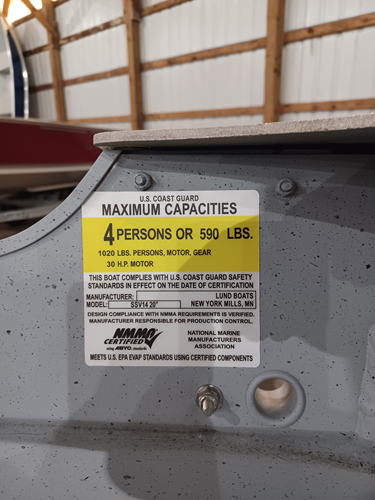 U.S. COAST GUARD
MAXIMUM CAPACITIES
4 PERSONS OR 590 LBS.
1020 LBS. PERSONS, MOTOR, GEAR
30 H.P. MOTOR
THIS BOAT COMPLIES WITH U.S. COAST GUARD SAFETY
STANDARDS IN EFFECT ON THE DATE OF CERTIFICATION
MANUFACTURER: LUND BOATS
MODEL: SSV14 20" NEW YORK MILLS, MN
DESIGN COMPLIANCE WITH NMMA REQUIREMENTS IS VERIFIED.
MANUFACTURER RESPONSIBLE FOR PRODUCTION CONTROL.
NMMA
CERTIFIED
using ABYC standards
NATIONAL MARINE
MANUFACTURERS
ASSOCIATION
MEETS U.S. EPA EVAP STANDARDS USING CERTIFIED COMPONENTS